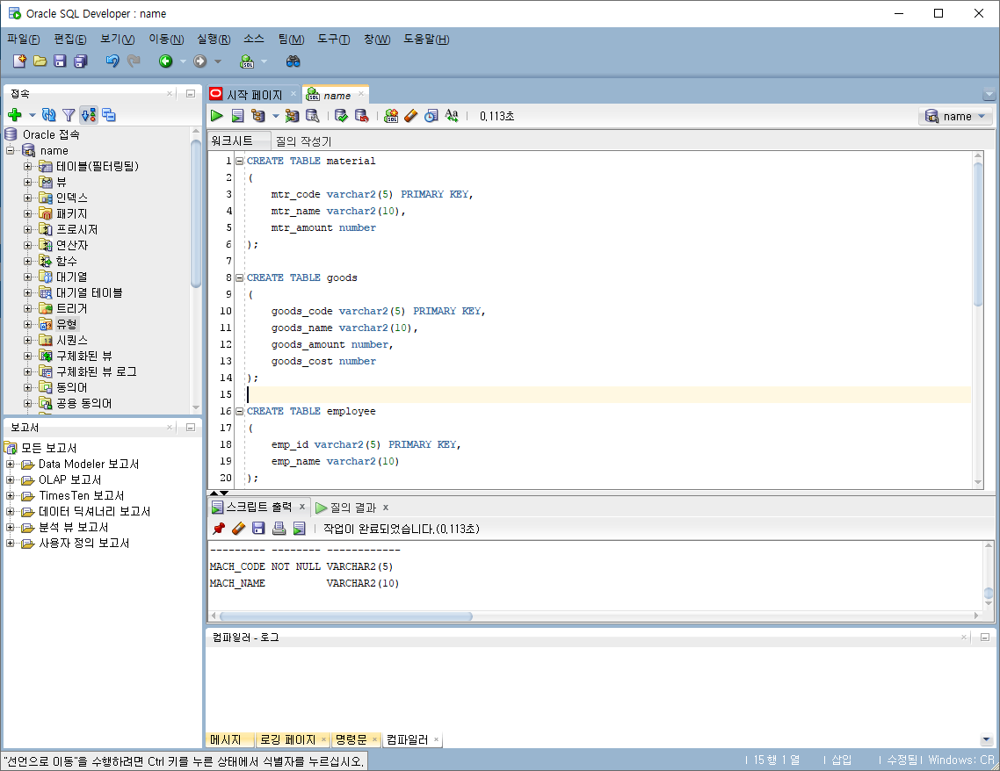 Oracle SQL Developer : name
파일(F) 편집(E) 보기(V) 이동(N) 실행(R) 소스 팀(M) 도구(T) 창(W) 도움말(H)
접속
Oracle 접속
name
테이블(필터링됨)
뷰
인덱스
패키지
프로시저
연산자
함수
대기열
대기열 테이블
트리거
유형
시퀀스
구체화된 뷰
구체화된 뷰 로그
동의어
공용 동의어
보고서
모든 보고서
Data Modeler 보고서
OLAP 보고서
TimesTen 보고서
데이터 딕셔너리 보고서
분석 뷰 보고서
사용자 정의 보고서
시작 페이지 name
0,113초
name
워크시트 질의 작성기
1 CREATE TABLE material
2 (
3 mtr_code varchar2(5) PRIMARY KEY,
4 mtr_name varchar2(10),
5 mtr_amount number
6 );
7
8 CREATE TABLE goods
9 (
10 goods_code varchar2(5) PRIMARY KEY,
11 goods_name varchar2(10),
12 goods_amount number,
13 goods_cost number
14 );
15
16 CREATE TABLE employee
17 (
18 emp_id varchar2(5) PRIMARY KEY,
19 emp_name varchar2(10)
20 );
스크립트 출력 x 질의 결과 x
작업이 완료되었습니다.(0,113초)
--------- -------- ------------
MACH_CODE NOT NULL VARCHAR2(5)
MACH_NAME VARCHAR2(10)
컴파일러 - 로그
메시지 로깅 페이지 명령문 컴파일러
"선언으로 이동"을 수행하려면 Ctrl 키를 누른 상태에서 식별자를 누르십시오.
15 행 1 열 삽입 수정됨 Windows: CR